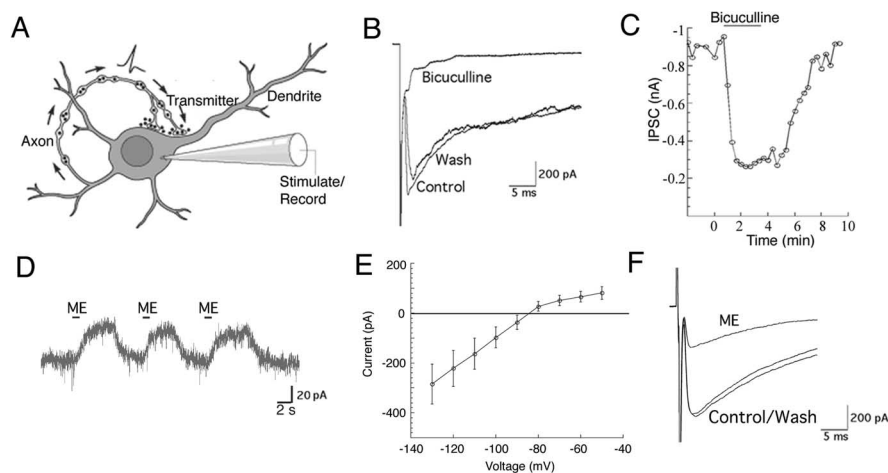 A
Transmitter
Dendrite
Axon
Stimulate/
Record
B
Bicuculline
Wash
Control
200 pA
5 ms
C
Bicuculline
-1
-0.8
-0.6
-0.4
-0.2
IPSC (nA)
0 2 4 6 8 10
Time (min)
D
ME ME ME
20 pA
2 s
E
200
0
-200
-400
Current (pA)
-140 -120 -100 -80 -60 -40
Voltage (mV)
F
ME
Control/Wash
200 pA
5 ms